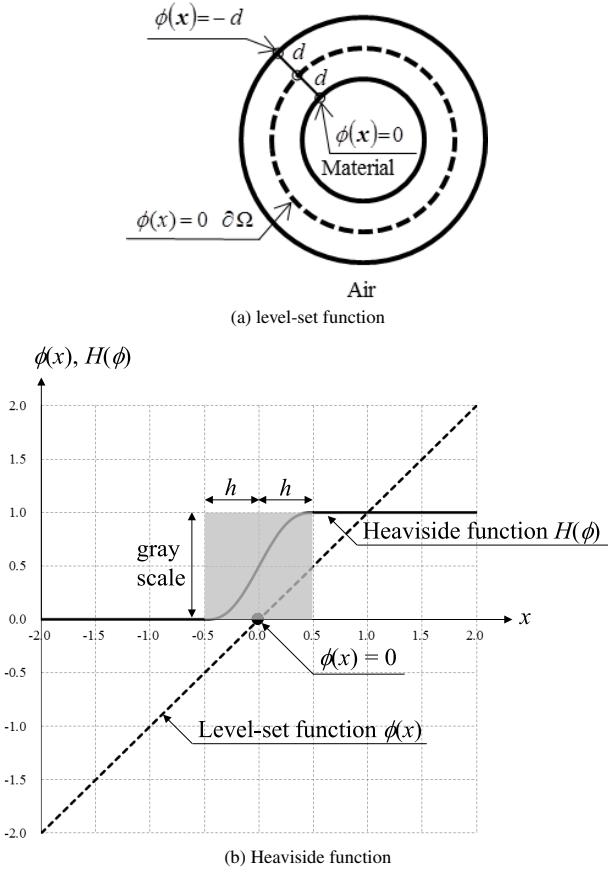 ϕ(x)=−d
d
d
ϕ(x)=0
Material
ϕ(x)=0 ∂Ω
Air
(a) level-set function
ϕ(x), H(ϕ)
2.0
1.5
h h
1.0
Heaviside function H(ϕ)
gray
scale
0.5
0.0
x
-2.0 -1.5 -1.0 -0.5 0.0 0.5 1.0 1.5 2.0
ϕ(x) = 0
-0.5
Level-set function ϕ(x)
-1.0
-1.5
-2.0
(b) Heaviside function